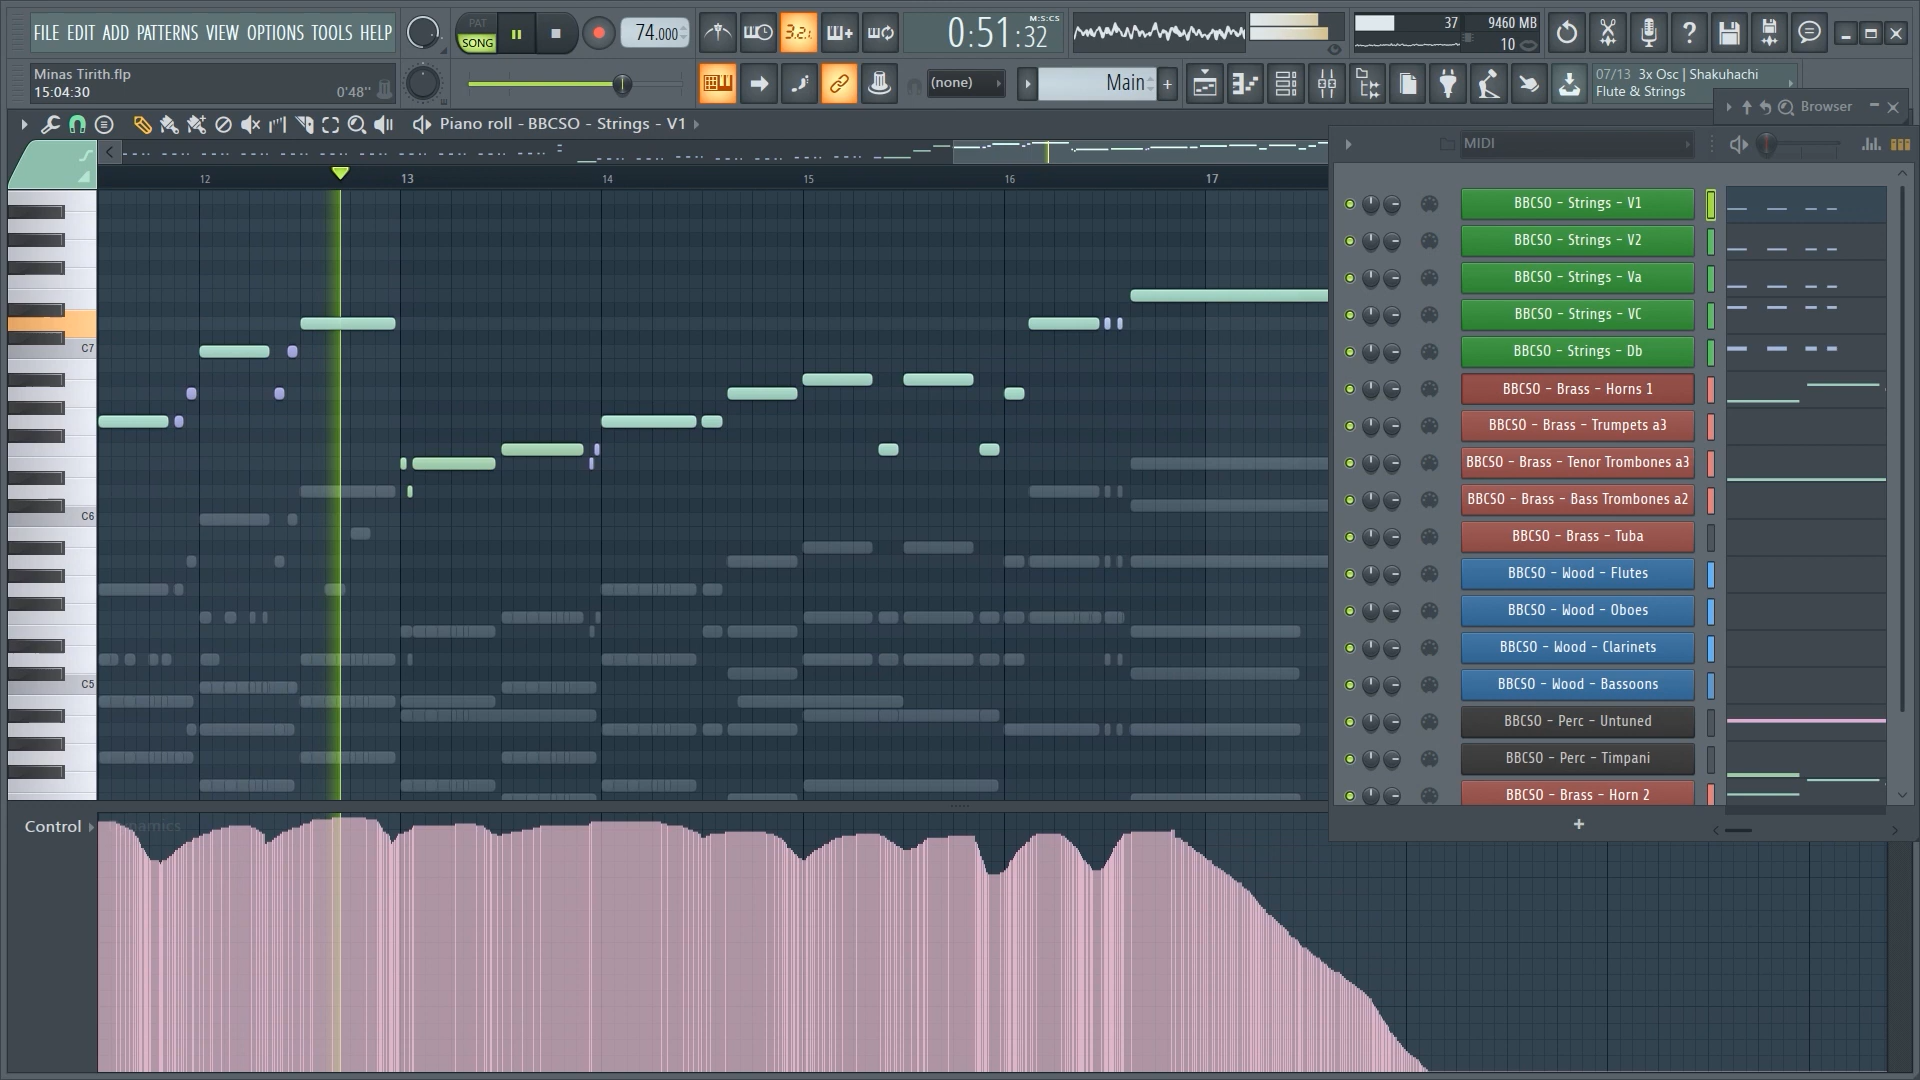 FILE EDIT ADD PATTERNS VIEW OPTIONS TOOLS HELP
PAT
SONG
74.000
3.2.
0:51:32
M:S:CS
37
9460 MB
10
Minas Tirith.flp
15:04:30
0'48"
(none)
Main
07/13 3x Osc | Shakuhachi
Flute & Strings
Browser
Piano roll - BBCSO - Strings - V1
MIDI
12
13
14
15
16
17
C7
C6
C5
BBCSO - Strings - V1
BBCSO - Strings - V2
BBCSO - Strings - Va
BBCSO - Strings - VC
BBCSO - Strings - Db
BBCSO - Brass - Horns 1
BBCSO - Brass - Trumpets a3
BBCSO - Brass - Tenor Trombones a3
BBCSO - Brass - Bass Trombones a2
BBCSO - Brass - Tuba
BBCSO - Wood - Flutes
BBCSO - Wood - Oboes
BBCSO - Wood - Clarinets
BBCSO - Wood - Bassoons
BBCSO - Perc - Untuned
BBCSO - Perc - Timpani
BBCSO - Brass - Horn 2
Control
Dynamics